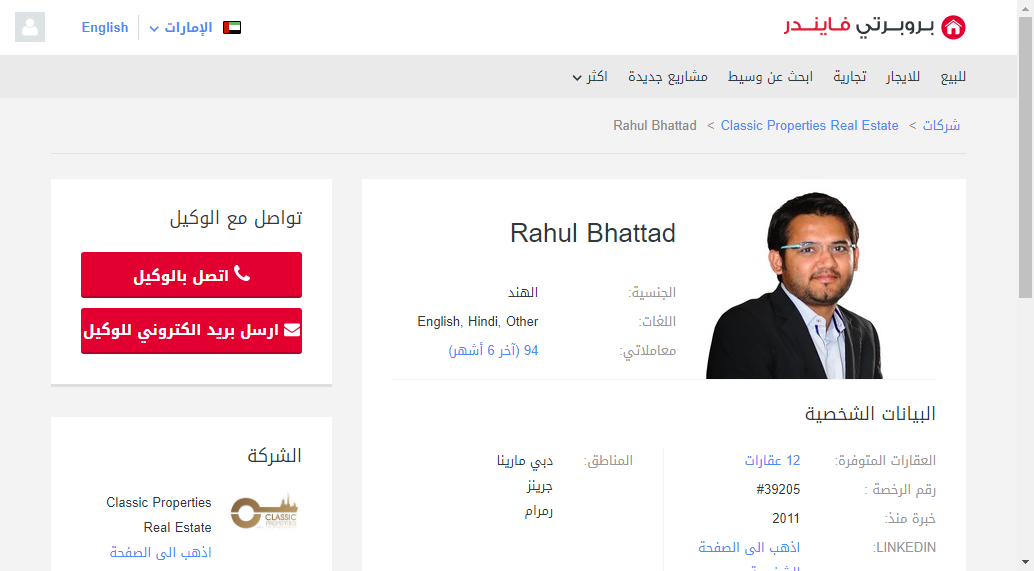 بروبرتي فايندر
الإمارات
English
للبيع
للايجار
تجارية
ابحث عن وسيط
مشاريع جديدة
اكثر
شركات > Classic Properties Real Estate > Rahul Bhattad
Rahul Bhattad
الجنسية: الهند
اللغات: English, Hindi, Other
معاملاتي: 94 (آخر 6 أشهر)
البيانات الشخصية
العقارات المتوفرة: 12 عقارات
رقم الرخصة : #39205
خبرة منذ: 2011
LINKEDIN: اذهب الى الصفحة
الشخصية
المناطق: دبي مارينا
جرينز
رمرام
تواصل مع الوكيل
اتصل بالوكيل
ارسل بريد الكتروني للوكيل
الشركة
CLASSIC
PROPERTIES
Classic Properties
Real Estate
اذهب الى الصفحة